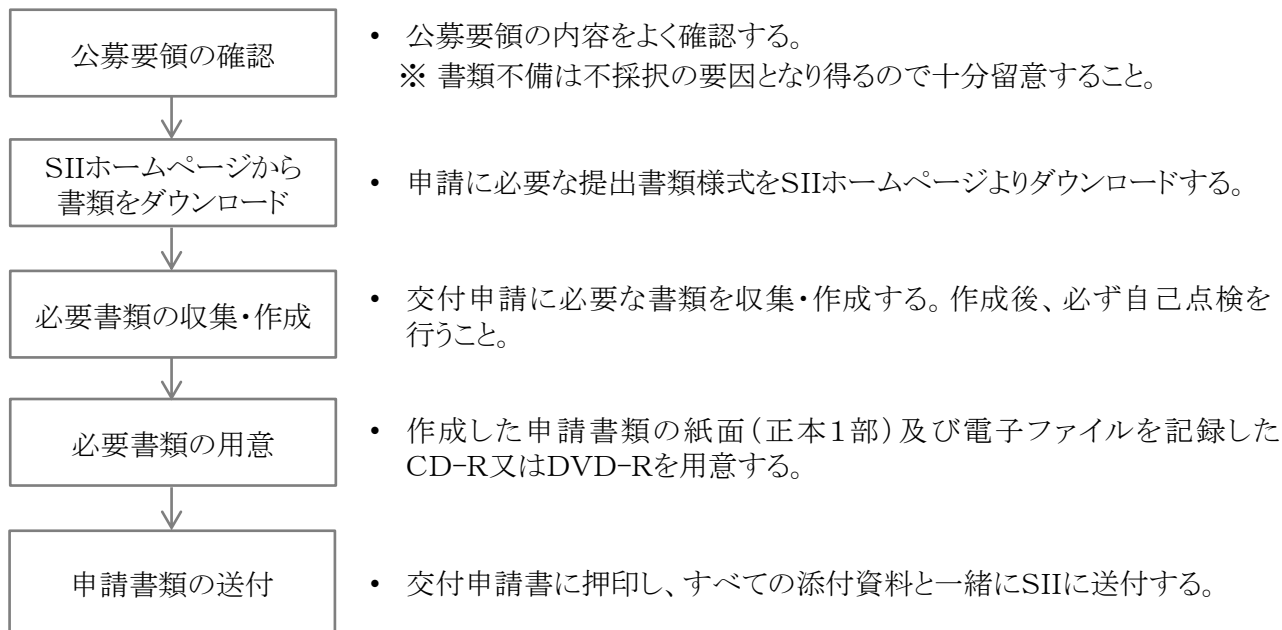 公募要領の確認
• 公募要領の内容をよく確認する。
※ 書類不備は不採択の要因となり得るので十分留意すること。
SIIホームページから
書類をダウンロード
• 申請に必要な提出書類様式をSIIホームページよりダウンロードする。
必要書類の収集・作成
• 交付申請に必要な書類を収集・作成する。作成後、必ず自己点検を
行うこと。
必要書類の用意
• 作成した申請書類の紙面(正本1部)及び電子ファイルを記録した
CD-R又はDVD-Rを用意する。
申請書類の送付
• 交付申請書に押印し、すべての添付資料と一緒にSIIに送付する。